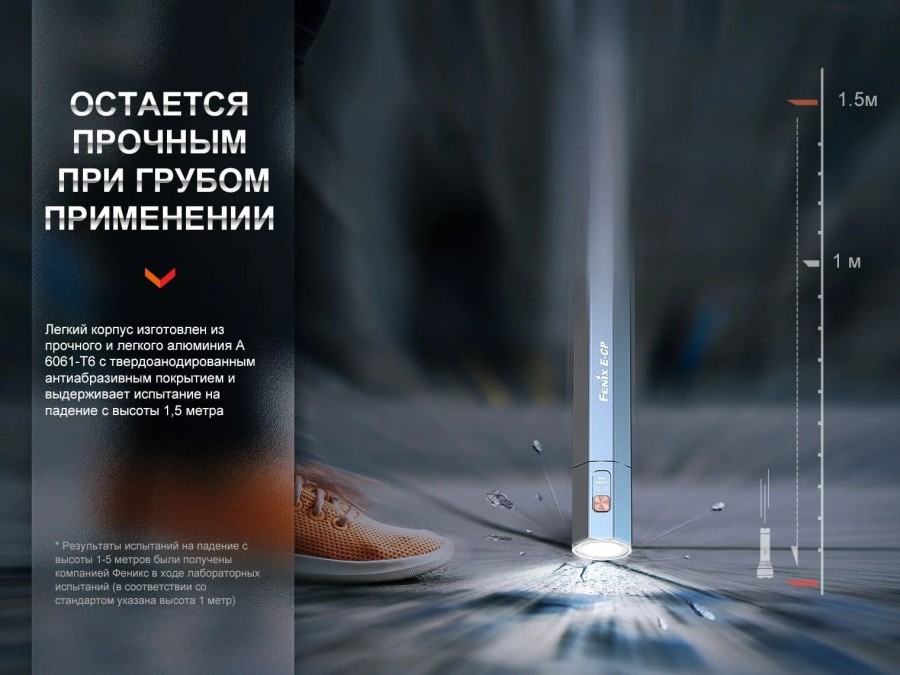 ОСТАЕТСЯ
ПРОЧНЫМ
ПРИ ГРУБОМ
ПРИМЕНЕНИИ
Легкий корпус изготовлен из
прочного и легкого алюминия А
6061-Т6 с твердоанодированным
антиабразивным покрытием и
выдерживает испытание на
падение с высоты 1,5 метра
* Результаты испытаний на падение с
высоты 1-5 метров были получены
компанией Феникс в ходе лабораторных
испытаний (в соответствии со
стандартом указана высота 1 метр)
FENIX E-CP
1.5м
1 м